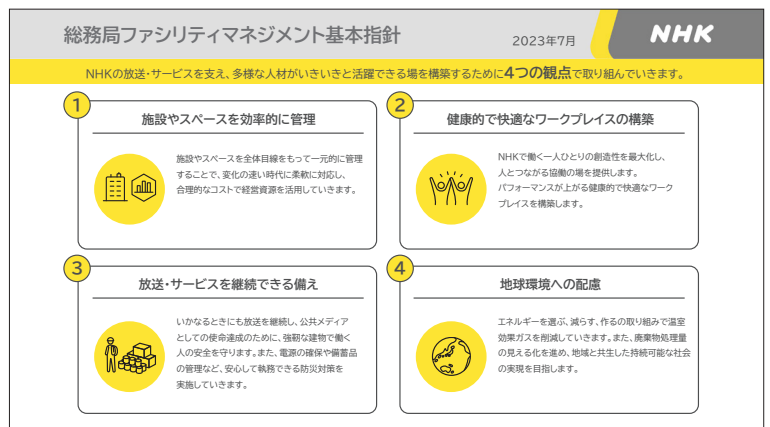 総務局ファシリティマネジメント基本指針
2023年7月
NHK
NHKの放送・サービスを支え、多様な人材がいきいきと活躍できる場を構築するために4つの観点で取り組んでいきます。
1
施設やスペースを効率的に管理
施設やスペースを全体目線をもって一元的に管理
することで、変化の速い時代に柔軟に対応し、
合理的なコストで経営資源を活用していきます。
2
健康的で快適なワークプレイスの構築
NHKで働く一人ひとりの創造性を最大化し、
人とつながる協働の場を提供します。
パフォーマンスが上がる健康的で快適なワーク
プレイスを構築します。
3
放送・サービスを継続できる備え
いかなるときにも放送を継続し、公共メディア
としての使命達成のために、強靭な建物で働く
人の安全を守ります。また、電源の確保や備蓄品
の管理など、安心して執務できる防災対策を
実施していきます。
4
地球環境への配慮
エネルギーを選ぶ、減らす、作るの取り組みで温室
効果ガスを削減していきます。また、廃棄物処理量
の見える化を進め、地域と共生した持続可能な社会
の実現を目指します。